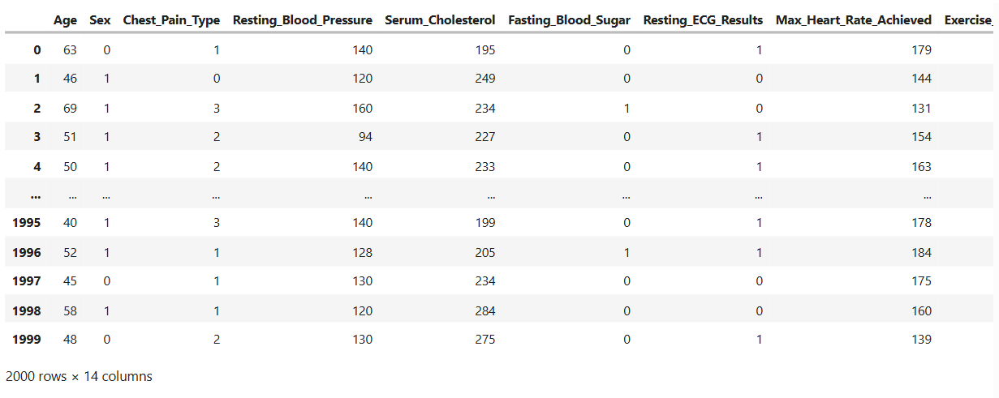 Age Sex Chest_Pain_Type Resting_Blood_Pressure Serum_Cholesterol Fasting_Blood_Sugar Resting_ECG_Results Max_Heart_Rate_Achieved Exercise_
0 63 0 1 140 195 0 1 179
1 46 1 0 120 249 0 0 144
2 69 1 3 160 234 1 0 131
3 51 1 2 94 227 0 1 154
4 50 1 2 140 233 0 1 163
... ... ... ... ... ... ... ... ...
1995 40 1 3 140 199 0 1 178
1996 52 1 1 128 205 1 1 184
1997 45 0 1 130 234 0 0 175
1998 58 1 1 120 284 0 0 160
1999 48 0 2 130 275 0 1 139
2000 rows × 14 columns